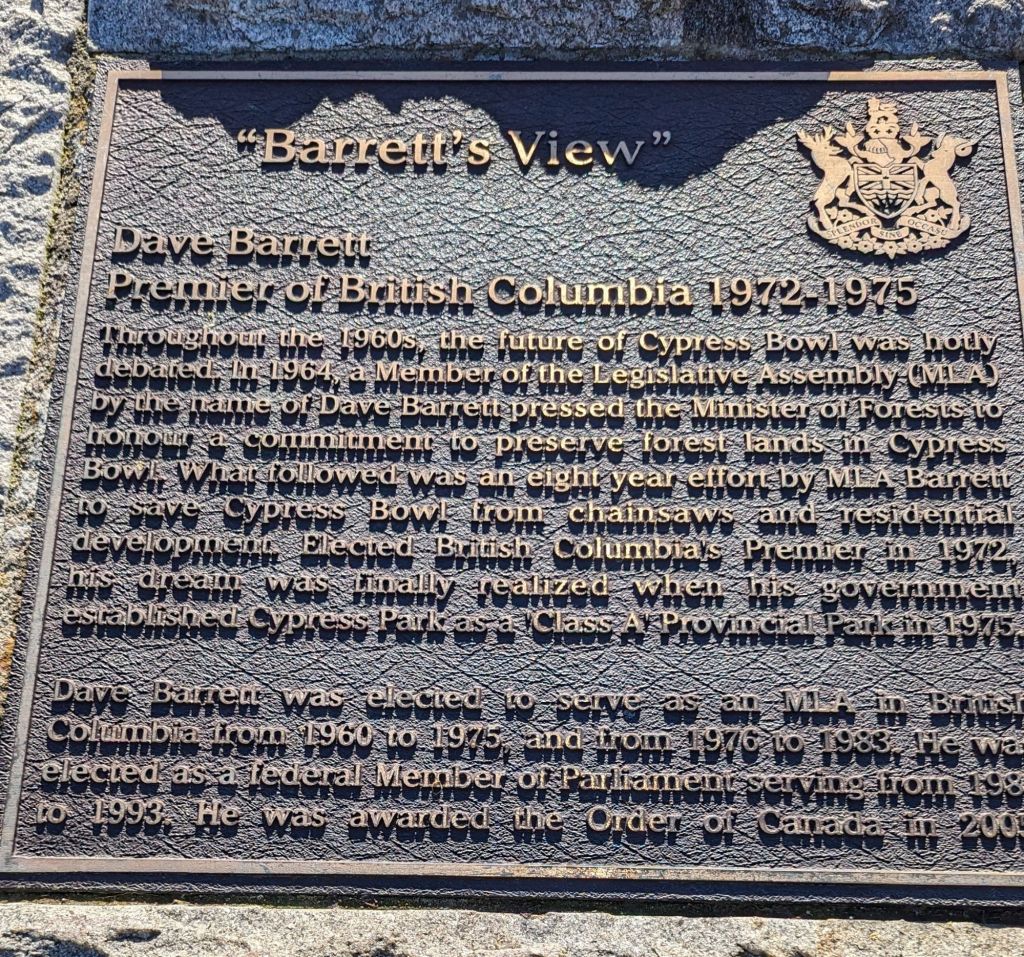 "Barrett's View"
Dave Barrett
Premier of British Columbia 1972-1975
Throughout the 1960s, the future of Cypress Bowl was hotly
debated. In 1964, a Member of the Legislative Assembly (MLA)
by the name of Dave Barrett pressed the Minister of Forests to
honour a commitment to preserve forest lands in Cypress
Bowl. What followed was an eight year effort by MLA Barrett
to save Cypress Bowl from chainsaws and residential
development. Elected British Columbia's Premier in 1972,
his dream was finally realized when his government
established Cypress Park as a 'Class A' Provincial Park in 1975.
Dave Barrett was elected to serve as an MLA in British
Columbia from 1960 to 1975, and from 1976 to 1983. He
elected as a federal Member of Parliament serving from
to 1993. He was awarded the Order of Canada in